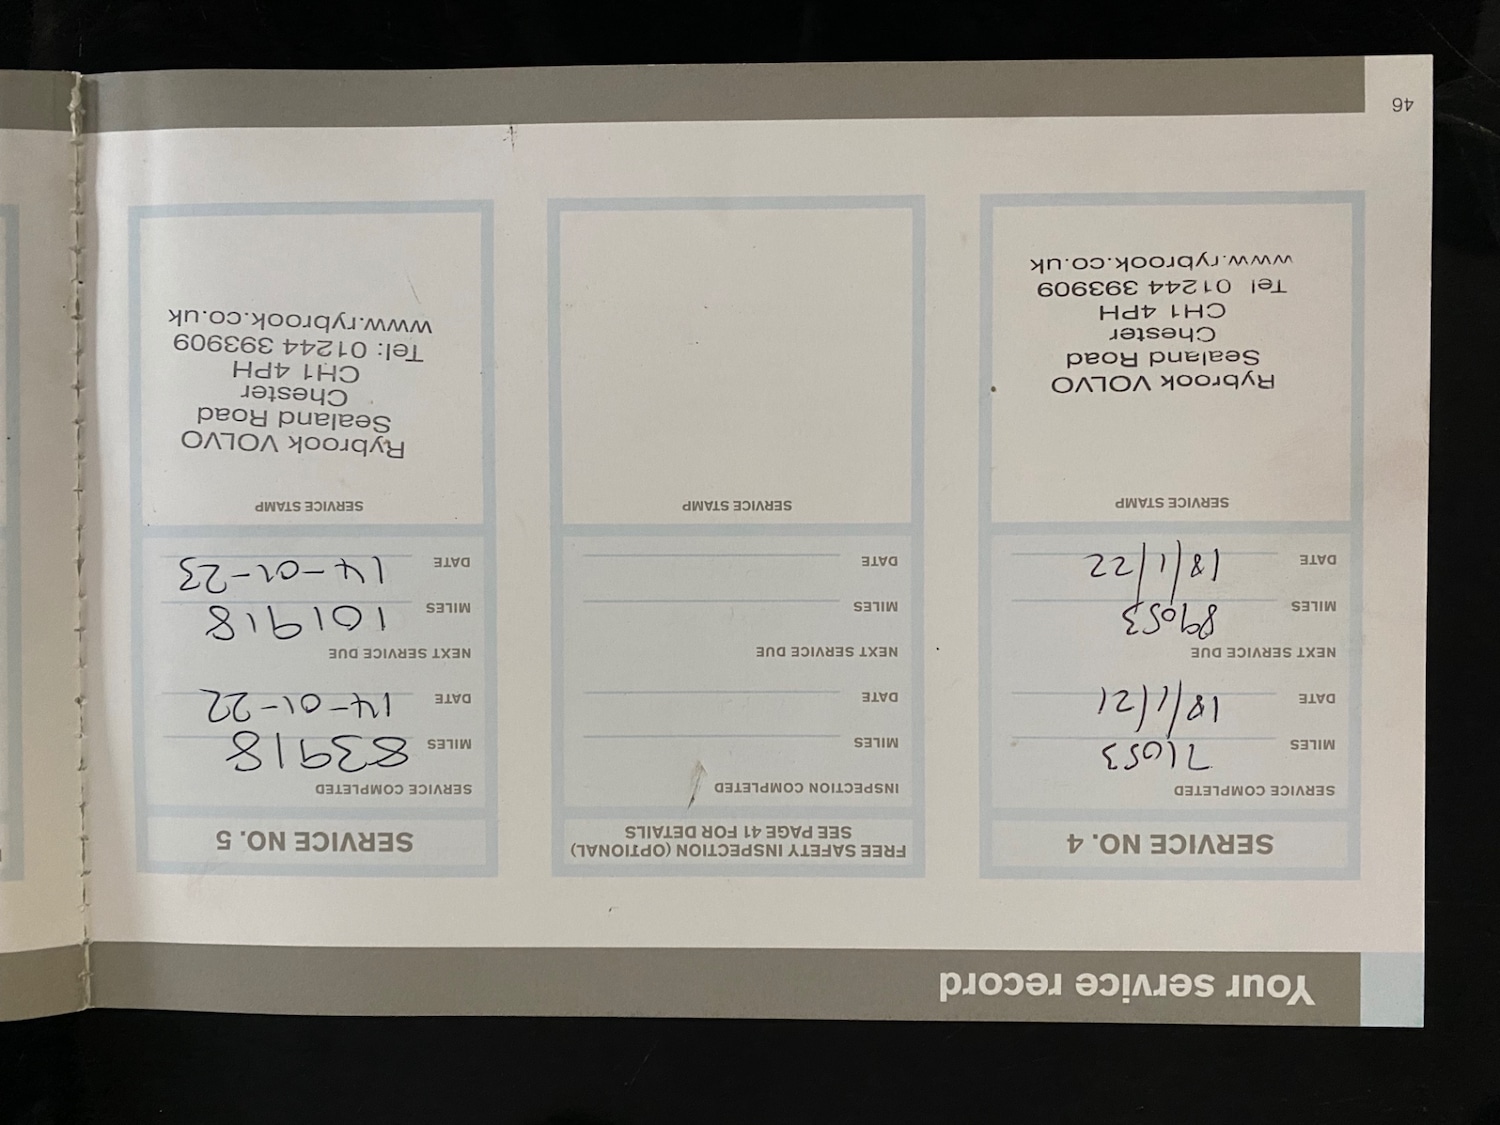 Your service record
SERVICE NO. 4
SERVICE COMPLETED
MILES 71053
DATE 18/1/21
NEXT SERVICE DUE
MILES 89053
DATE 18/1/22
SERVICE STAMP
Rybrook VOLVO
Sealand Road
Chester
CH1 4PH
Tel 01244 393909
www.rybrook.co.uk
FREE SAFETY INSPECTION (OPTIONAL)
SEE PAGE 41 FOR DETAILS
INSPECTION COMPLETED
MILES
DATE
NEXT SERVICE DUE
MILES
DATE
SERVICE STAMP
SERVICE NO. 5
SERVICE COMPLETED
MILES 83918
DATE 14-01-22
NEXT SERVICE DUE
MILES 101918
DATE 14-01-23
SERVICE STAMP
Rybrook VOLVO
Sealand Road
Chester
CH1 4PH
Tel: 01244 393909
www.rybrook.co.uk
46